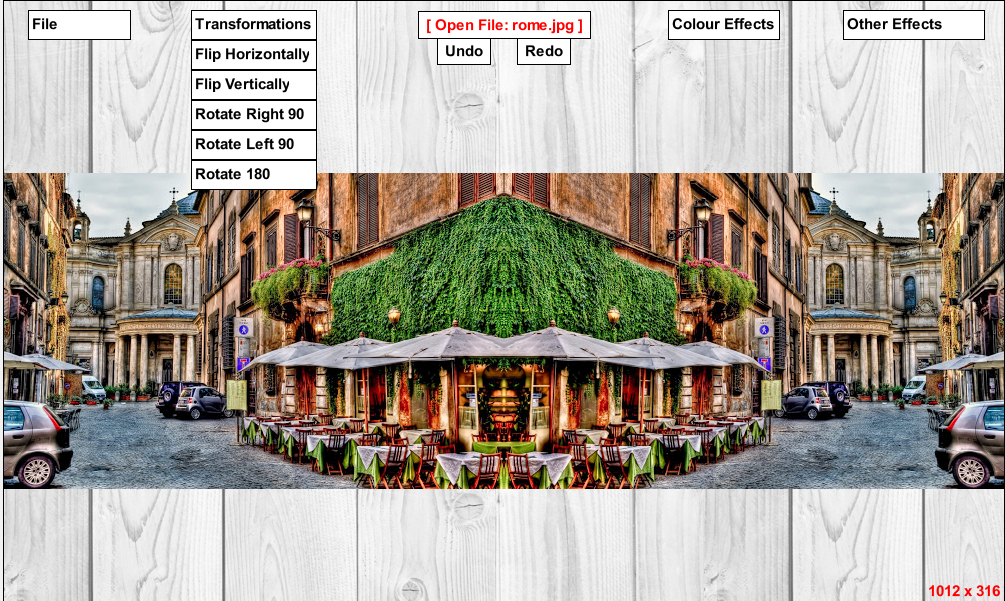 File
Transformations
[ Open File: rome.jpg ]
Colour Effects
Other Effects
Undo
Redo
Flip Horizontally
Flip Vertically
Rotate Right 90
Rotate Left 90
Rotate 180
1012 x 316